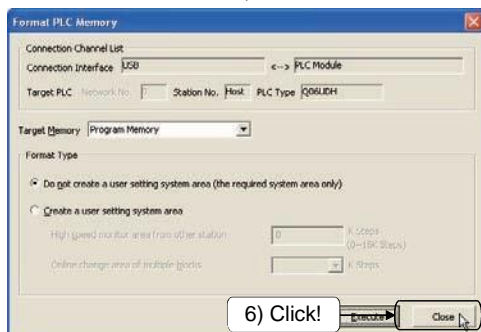 Format PLC Memory
Connection Channel List
Connection Interface USB <--> PLC Module
Target PLC Network No. 0 Station No. Host PLC Type Q06UDH
Target Memory Program Memory
Format Type
Do not create a user setting system area (the required system area only)
Create a user setting system area
High speed monitor area from other station 0 K Steps
(0--15K Steps)
Online change area of multiple blocks K Steps
6) Click! Execute Close